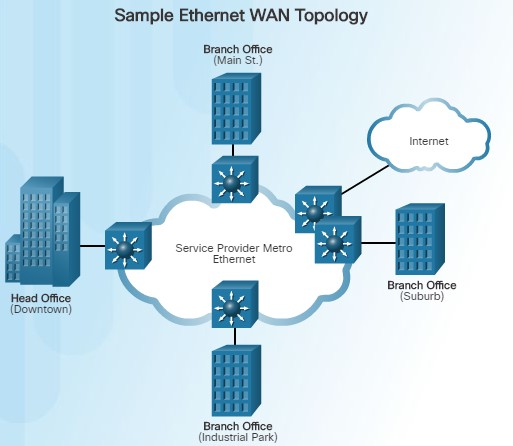 Sample Ethernet WAN Topology
Branch Office
(Main St.)
Internet
Service Provider Metro
Ethernet
Head Office
(Downtown)
Branch Office
(Suburb)
Branch Office
(Industrial Park)